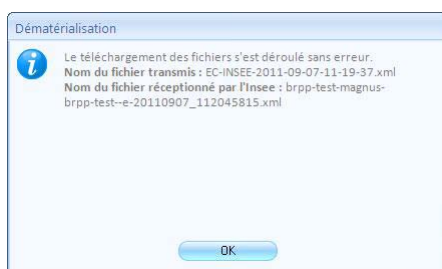 Dématérialisation
Le téléchargement des fichiers s'est déroulé sans erreur.
Nom du fichier transmis : EC-INSEE-2011-09-07-11-19-37.xml
Nom du fichier réceptionné par l'Insee : brpp-test-magnus-
brpp-test--e-20110907_112045815.xml
OK